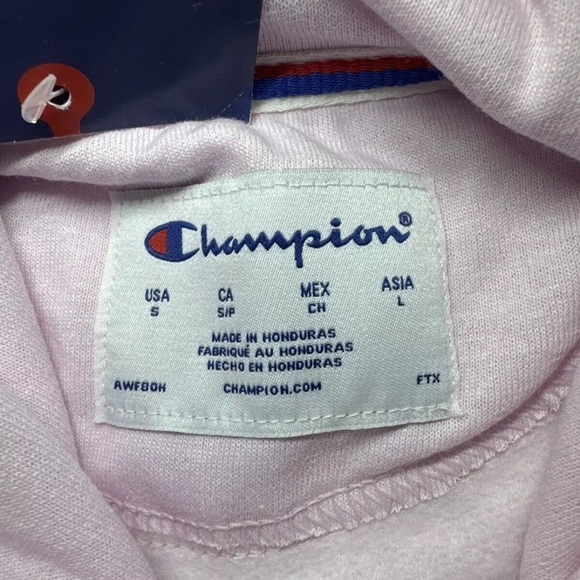 Champion®
USA CA MEX ASIA
S S/P CH L
MADE IN HONDURAS
FABRIQUÉ AU HONDURAS
HECHO EN HONDURAS
AWF80H CHAMPION.COM FTX